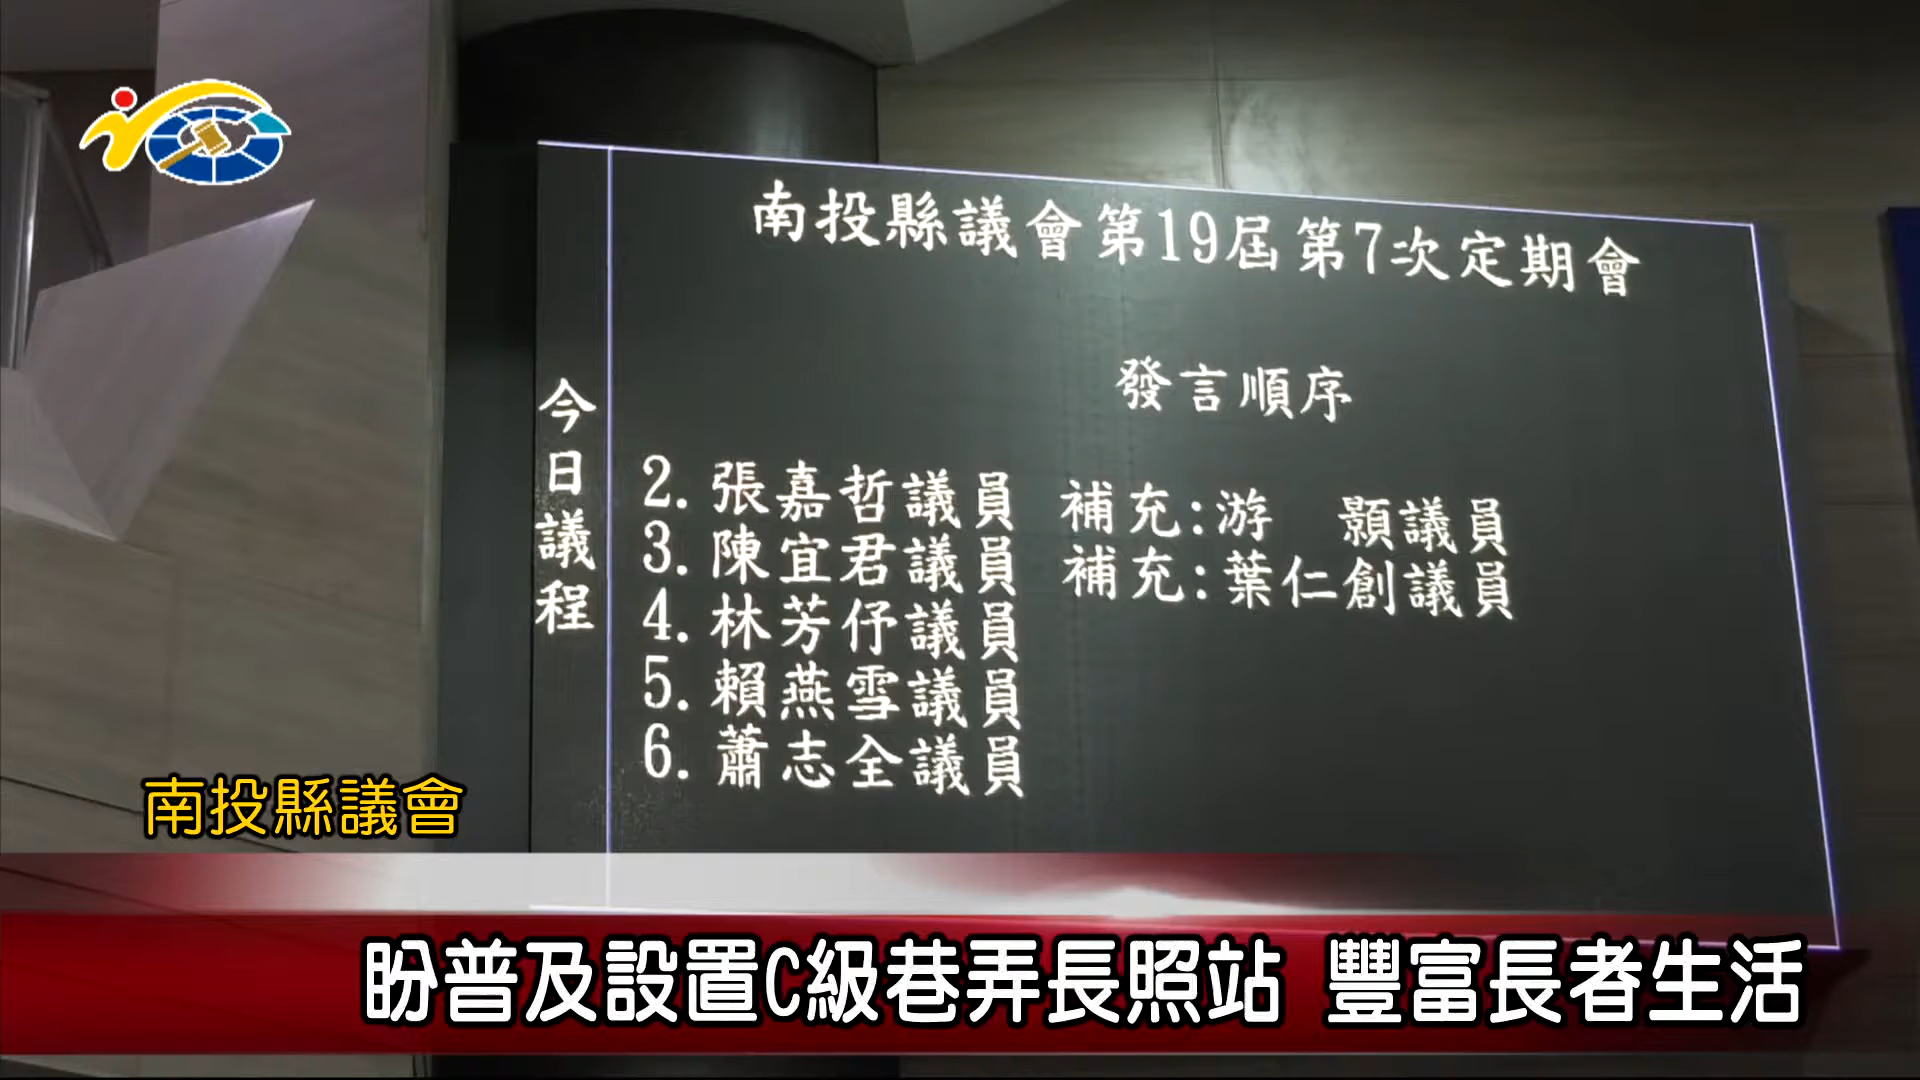 南投縣議會第19屆第7次定期會
發言順序
今日議程
2. 張嘉哲議員 補充:游 顥議員
3. 陳宜君議員 補充:葉仁創議員
4. 林芳伃議員
5. 賴燕雪議員
6. 蕭志全議員
南投縣議會
盼普及設置C級巷弄長照站 豐富長者生活